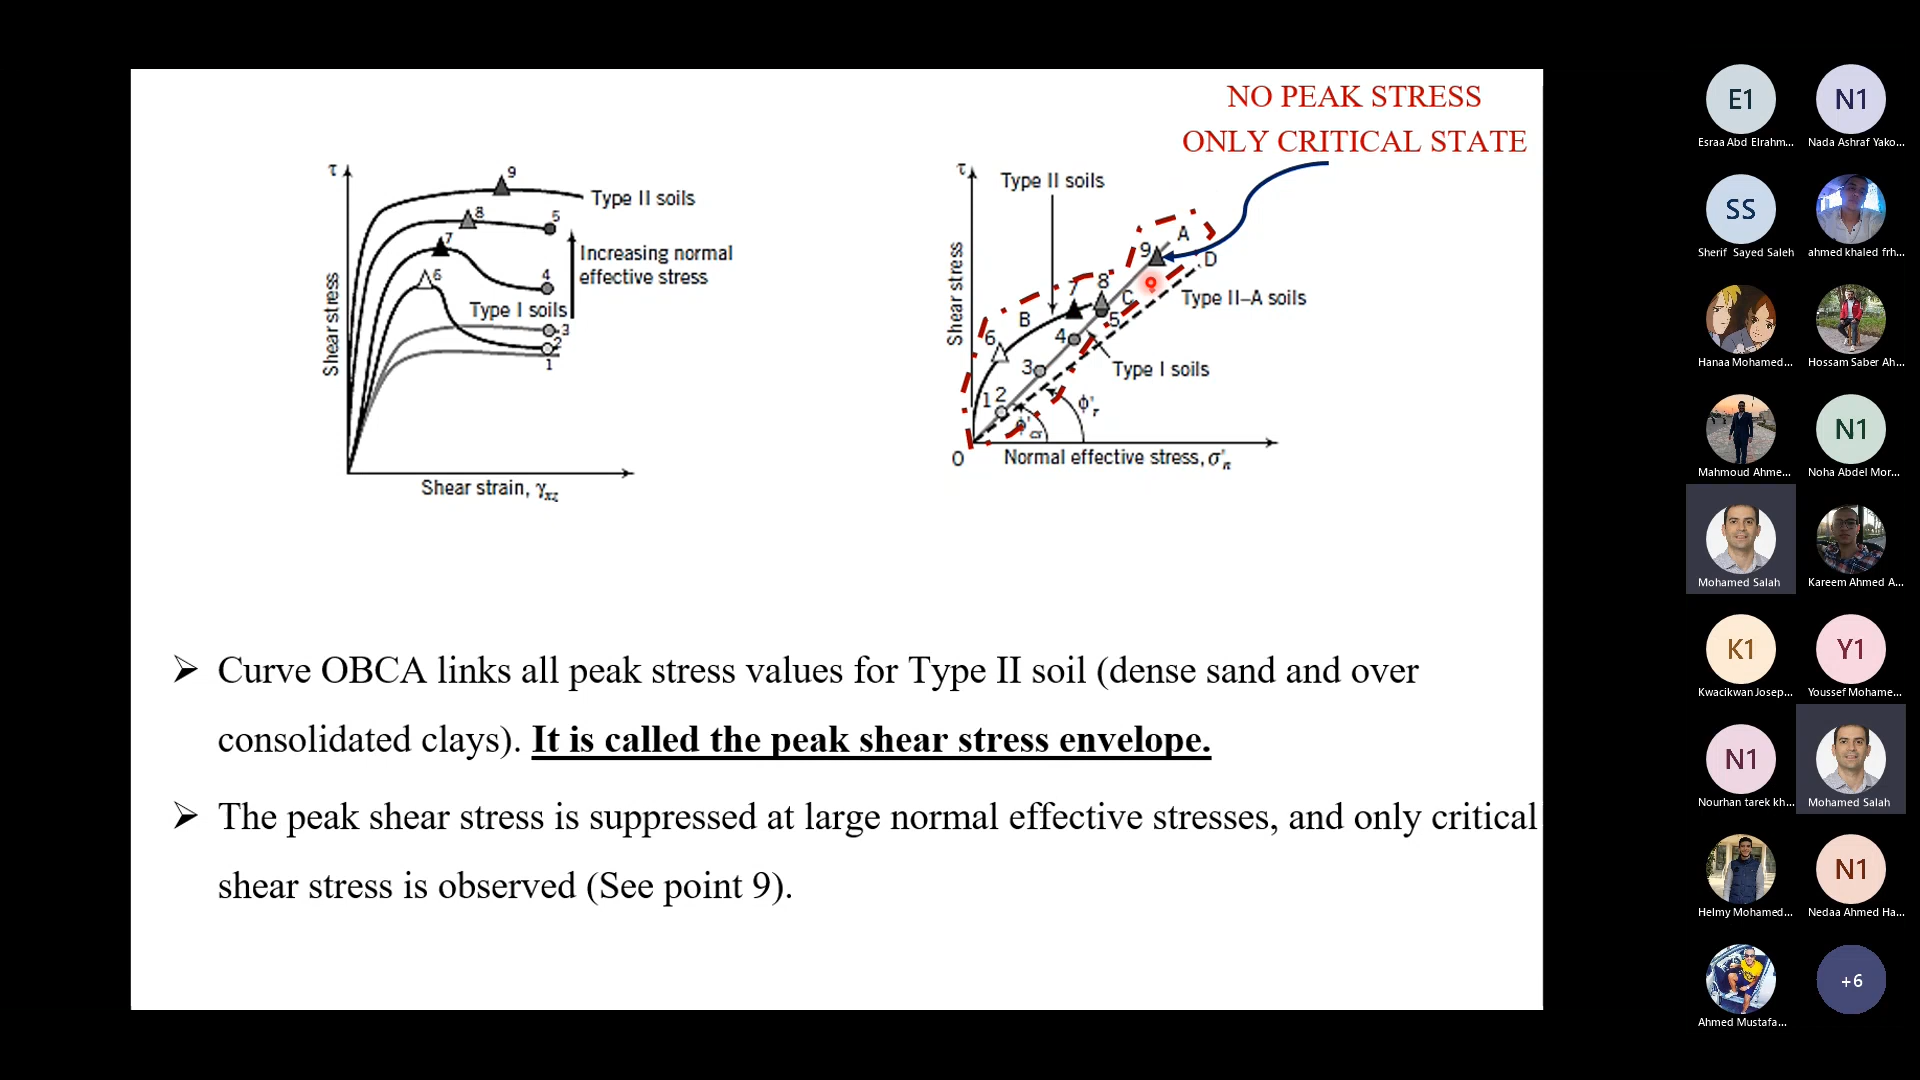 NO PEAK STRESS
ONLY CRITICAL STATE
τ
9
Type II soils
8
5
7
Increasing normal
effective stress
6
4
Type I soils
3
2
1
Shear stress
Shear strain, γxz
τ
Type II soils
A
9
D
8
7
C
Type II–A soils
B
5
6
4
Type I soils
3
1 2
ϕ'r
ϕ'cs
Shear stress
O
Normal effective stress, σ'n
➢ Curve OBCA links all peak stress values for Type II soil (dense sand and over
consolidated clays). It is called the peak shear stress envelope.
➢ The peak shear stress is suppressed at large normal effective stresses, and only critical
shear stress is observed (See point 9).
E1
Esraa Abd Elrahm...
N1
Nada Ashraf Yako...
SS
Sherif Sayed Saleh
ahmed khaled frh...
Hanaa Mohamed...
Hossam Saber Ah...
Mahmoud Ahme...
N1
Noha Abdel Mor...
Mohamed Salah
Kareem Ahmed A...
K1
Kwacikwan Josep...
Y1
Youssef Mohame...
N1
Nourhan tarek kh...
Mohamed Salah
Helmy Mohamed...
N1
Nedaa Ahmed Ha...
Ahmed Mustafa...
+6